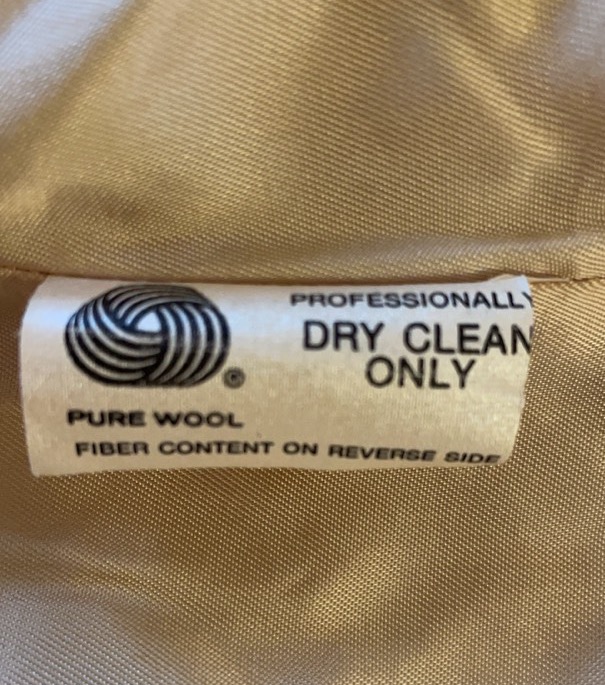 PROFESSIONALLY
DRY CLEAN
ONLY
®
PURE WOOL
FIBER CONTENT ON REVERSE SIDE